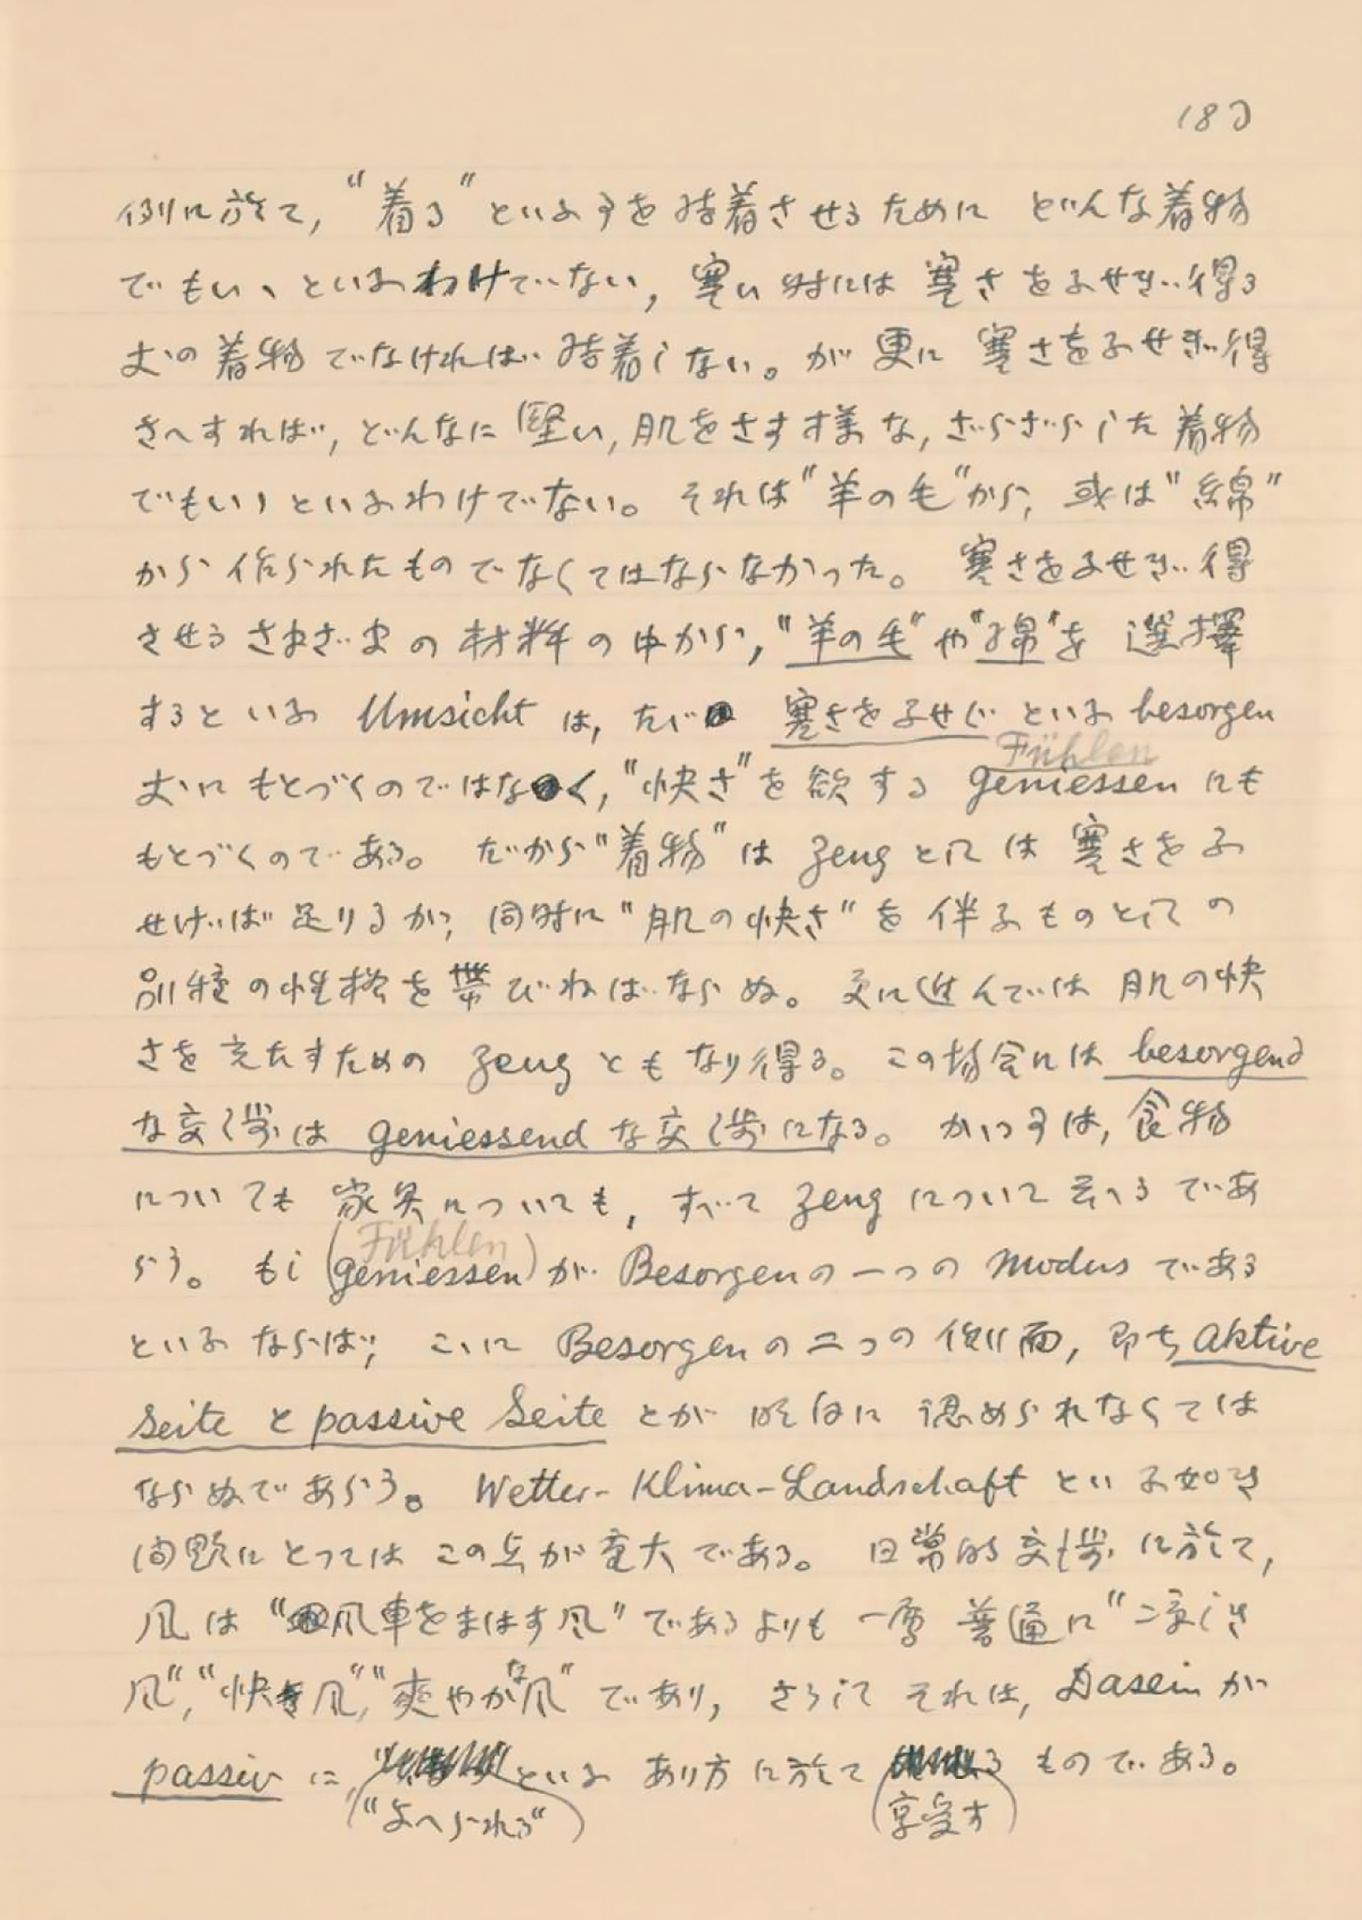 183
例に於て, “着る” といふ事を落着させるために どんな着物
でもいゝといふわけでない, 寒い時には 寒さをふせぎ得る
丈の着物でなければ落着しない。が 更に 寒さをふせぎ得
さへすれば, どんなに堅い, 肌をさす様な, ざらざらした着物
でもいゝといふわけでない。 それは “羊の毛” から, 或は “綿”
から作られたものでなくてはならなかった。 寒さをふせぎ得
させるさまざまの材料の中から, “羊の毛” や “綿” を 選擇
するといふ Umsicht は, たゞ 寒さをふせぐ といふ besorgen
Fühlen
丈にもとづくのではなく, “快さ” を欲する geniessen にも
もとづくのである。 だから “着物” は Zeug としては 寒さをふ
せげば足りるが, 同時に “肌の快さ” を伴ふものとしての
別種の性格を帯びねばならぬ。 更に進んでは 肌の快
さを充たすための Zeug ともなり得る。 この場合には besorgend
な交渉は geniessend な交渉になる。 かゝる事は, 食物
についても 家具についても, すべて Zeug について云へるであ
Fühlen
らう。 もし (geniessen) が Besorgen の一つの Modus である
といふならば, こゝに Besorgen の二つの側面, 即ち aktive
Seite と passive Seite とが 明白に 認められなくては
ならぬであらう。 Wetter-Klima-Landschaft といふ如き
問題にとっては この点が重大である。 日常的交渉に於て,
風は “風車をまはす風” であるよりも 一層 普通に “涼しき
風”, “快き風”, “爽やかな風” であり, さうして それは, Dasein が
passiv に, といふ あり方に於て る ものである。
(“与へられる”) (享受す)